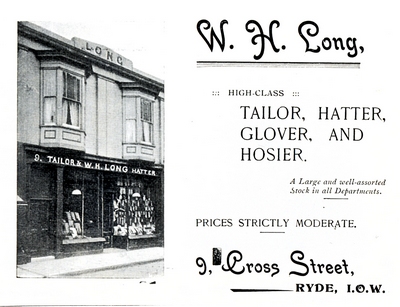 LONG
9. TAILOR & W. H. LONG HATTER.
W. H. Long,
HIGH-CLASS
TAILOR, HATTER,
GLOVER, AND
HOSIER.
A Large and well-assorted
Stock in all Departments.
PRICES STRICTLY MODERATE.
9, Cross Street,
RYDE, I.O.W.